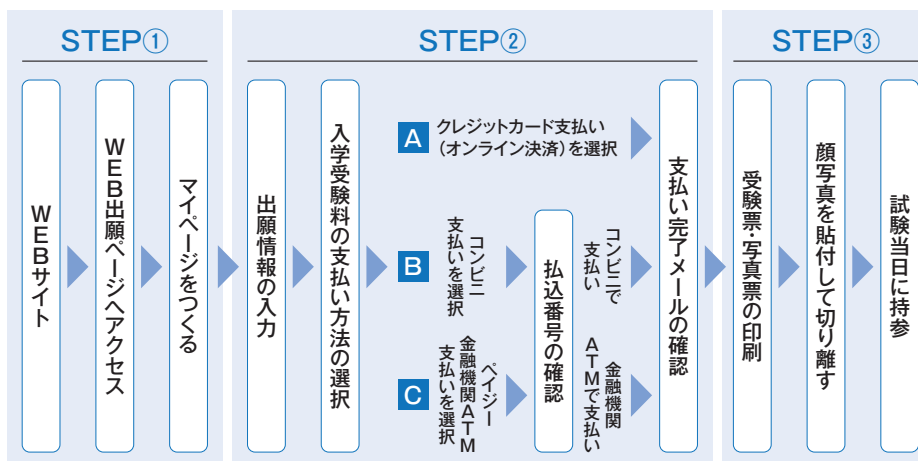 STEP①
WEBサイト
WEB出願ページへアクセス
マイページをつくる
STEP②
出願情報の入力
入学受験料の支払い方法の選択
A
クレジットカード支払い
(オンライン決済)を選択
B
コンビニ
支払いを選択
C
ペイジー
金融機関ATM
支払いを選択
払込番号の確認
コンビニで
支払い
金融機関
ATMで支払い
支払い完了メールの確認
STEP③
受験票・写真票の印刷
顔写真を貼付して切り離す
試験当日に持参